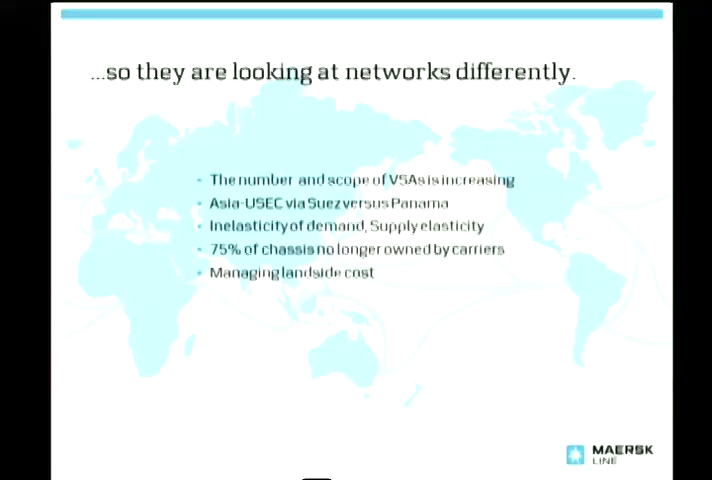 ...so they are looking at networks differently.
- The number and scope of VSAs is increasing
- Asia-USEC via Suez versus Panama
- Inelasticity of demand, Supply elasticity
- 75% of chassis no longer owned by carriers
- Managing landside cost
MAERSK
LINE